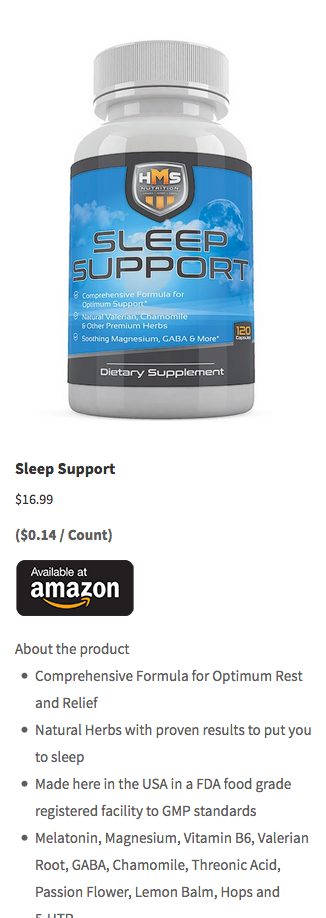 HMS
NUTRITION
SLEEP
SUPPORT
Comprehensive Formula for
Optimum Support*
Natural Valerian, Chamomile
& Other Premium Herbs
Soothing Magnesium, GABA & More*
120
Capsules
Dietary Supplement
Sleep Support
$16.99
($0.14 / Count)
Available at
amazon
About the product
Comprehensive Formula for Optimum Rest
and Relief
Natural Herbs with proven results to put you
to sleep
Made here in the USA in a FDA food grade
registered facility to GMP standards
Melatonin, Magnesium, Vitamin B6, Valerian
Root, GABA, Chamomile, Threonic Acid,
Passion Flower, Lemon Balm, Hops and
5-HTP